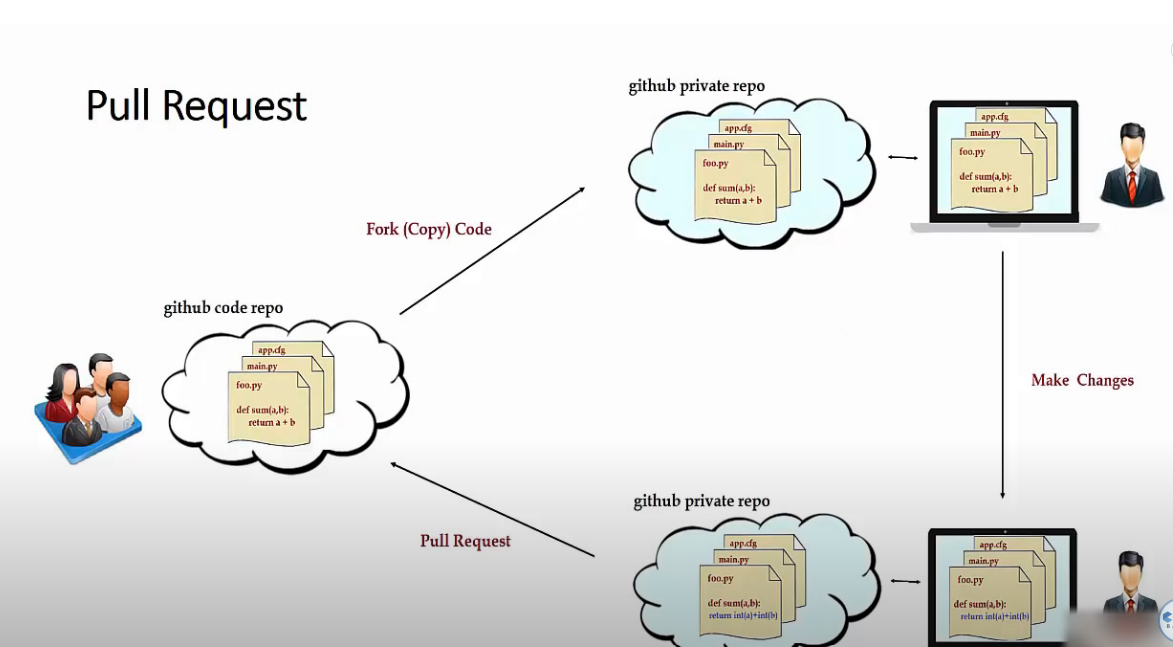 Pull Request
github private repo
app.cfg
main.py
foo.py
def sum(a,b):
return a + b
app.cfg
main.py
foo.py
def sum(a,b):
return a + b
Fork (Copy) Code
github code repo
app.cfg
main.py
foo.py
def sum(a,b):
return a + b
Make Changes
Pull Request
github private repo
app.cfg
main.py
foo.py
def sum(a,b):
return int(a)+int(b)
app.cfg
main.py
foo.py
def sum(a,b):
return int(a)+int(b)